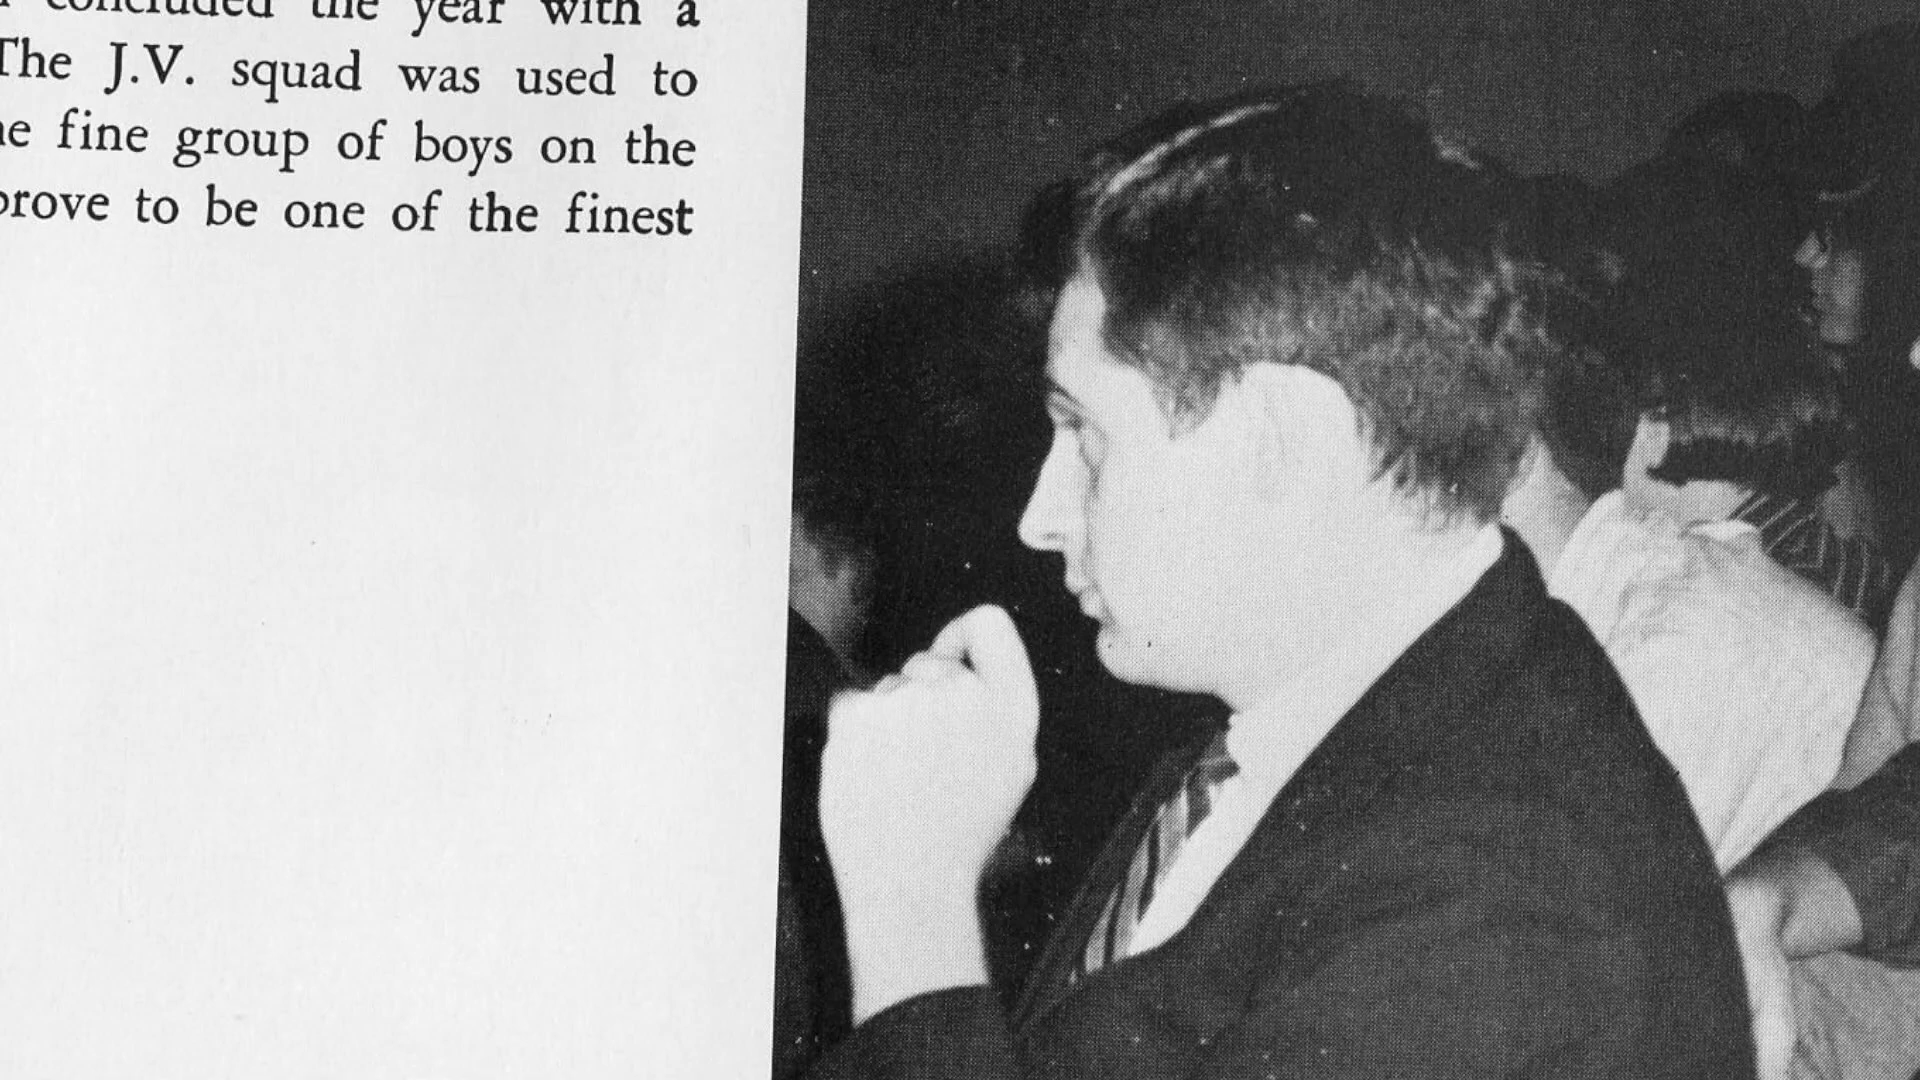 concluded the year with a
The J.V. squad was used to
fine group of boys on the
prove to be one of the finest